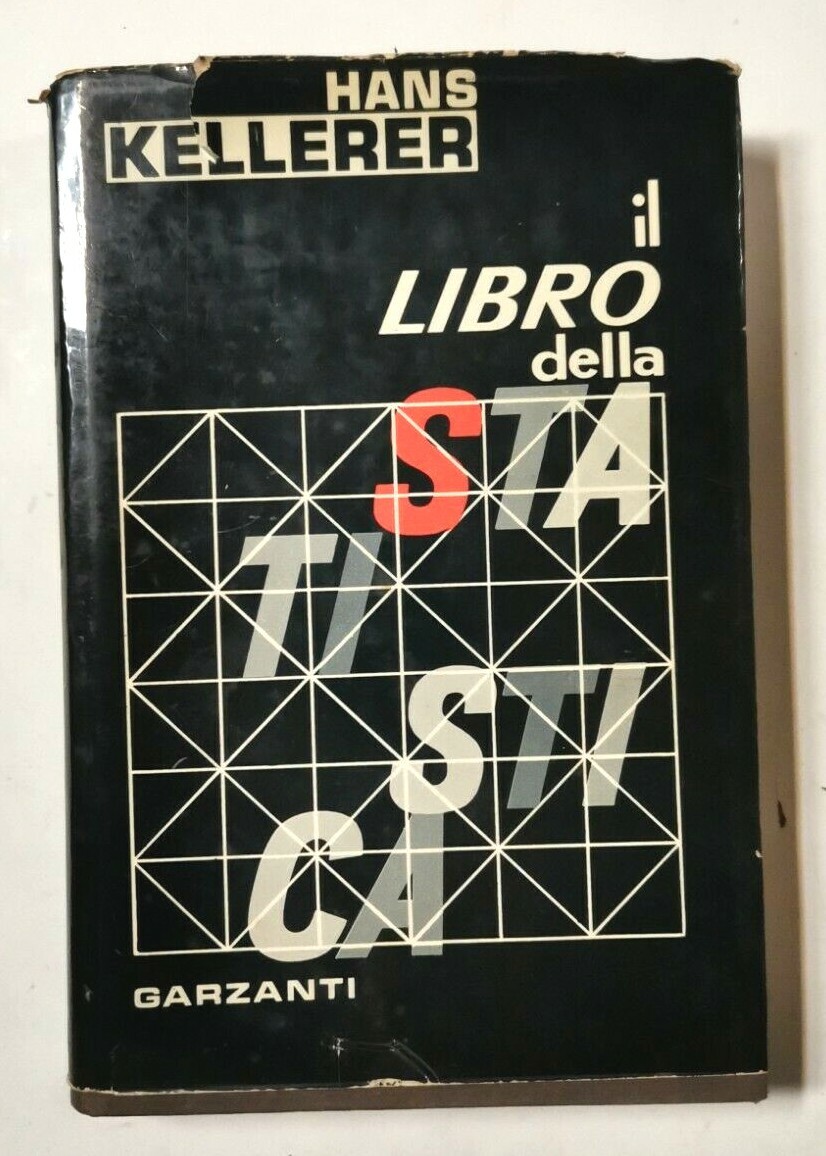 HANS
KELLERER
il
LIBRO
della
STA
TI
STI
CA
GARZANTI